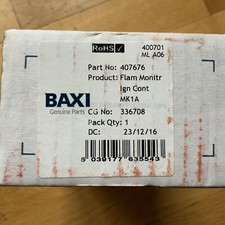 RoHS ✓
400701
ML A06
Part No: 407676
Product: Flam Monitr
Ign Cont
MK1A
BAXI
Genuine Parts
CG No: 336708
Pack Qty: 1
DC: 23/12/16
5 039177 635543